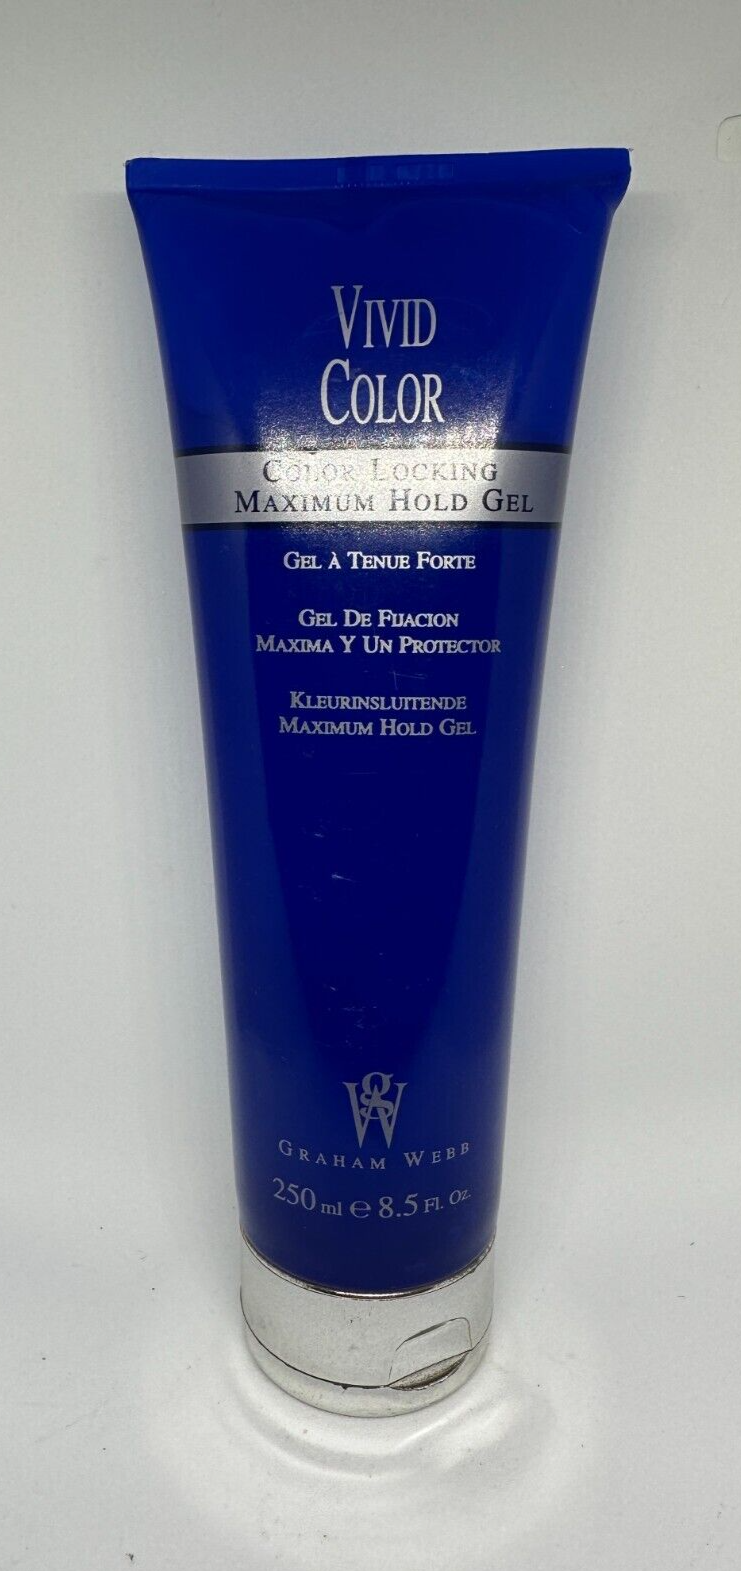 VIVID
COLOR
COLOR LOCKING
MAXIMUM HOLD GEL
GEL À TENUE FORTE
GEL DE FIJACION
MAXIMA Y UN PROTECTOR
KLEURINSLUITENDE
MAXIMUM HOLD GEL
GW
GRAHAM WEBB
250 ml ℮ 8.5 FL. OZ.